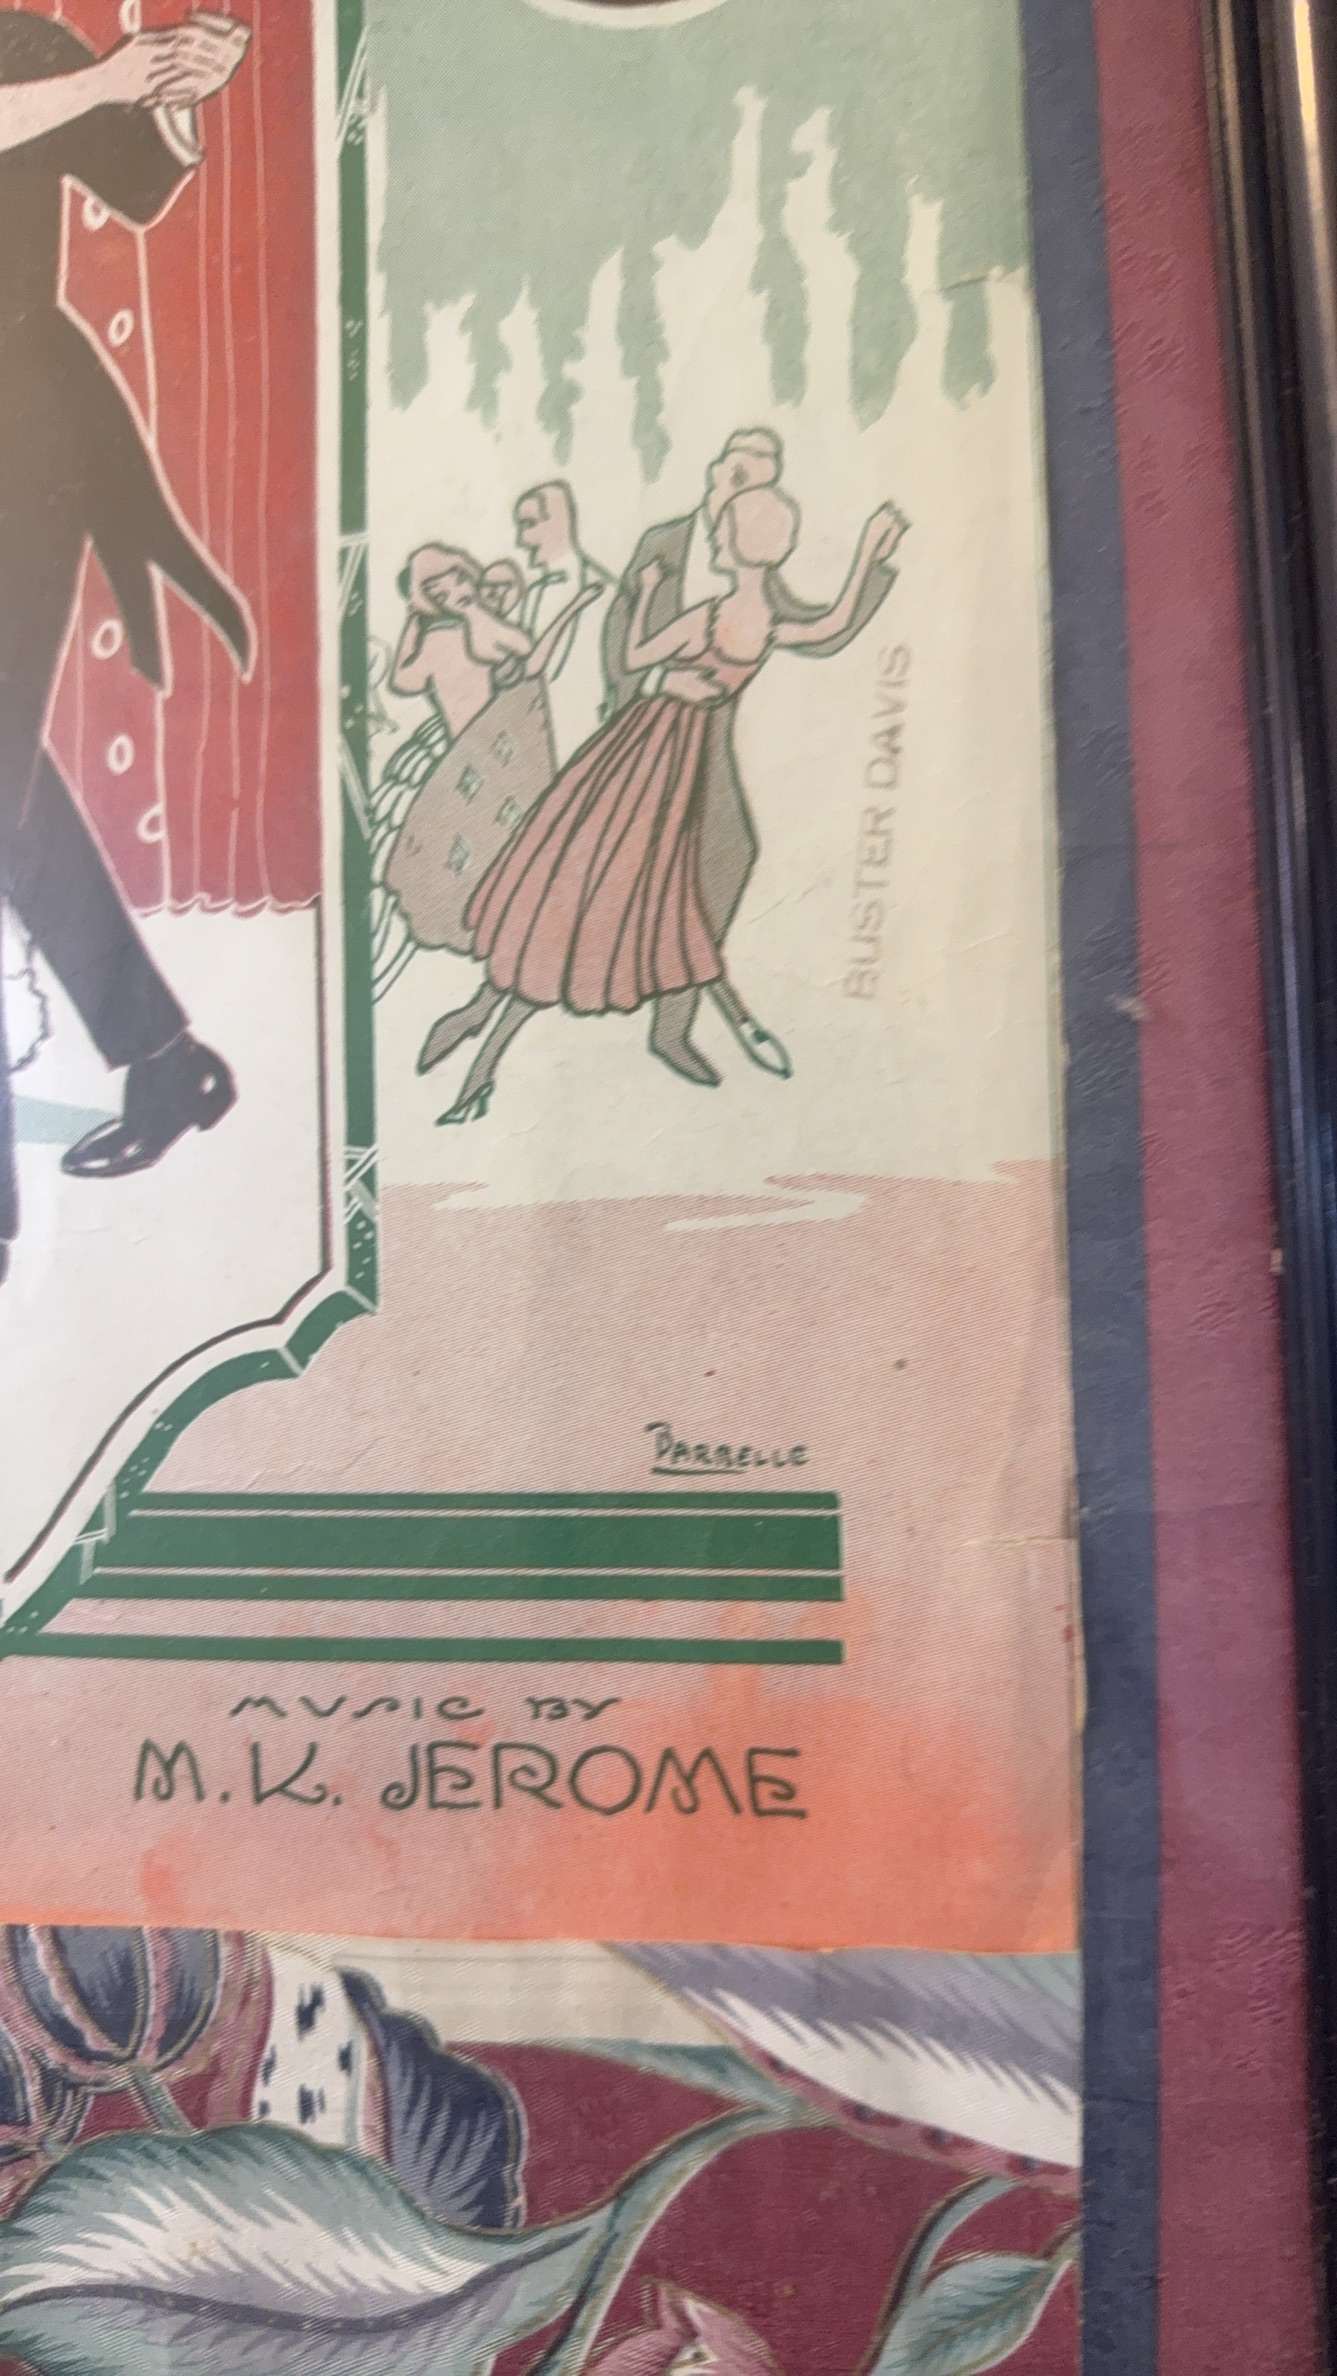 BUSTER DAVIS
BARBELLE
MUSIC BY
M.K. JEROME